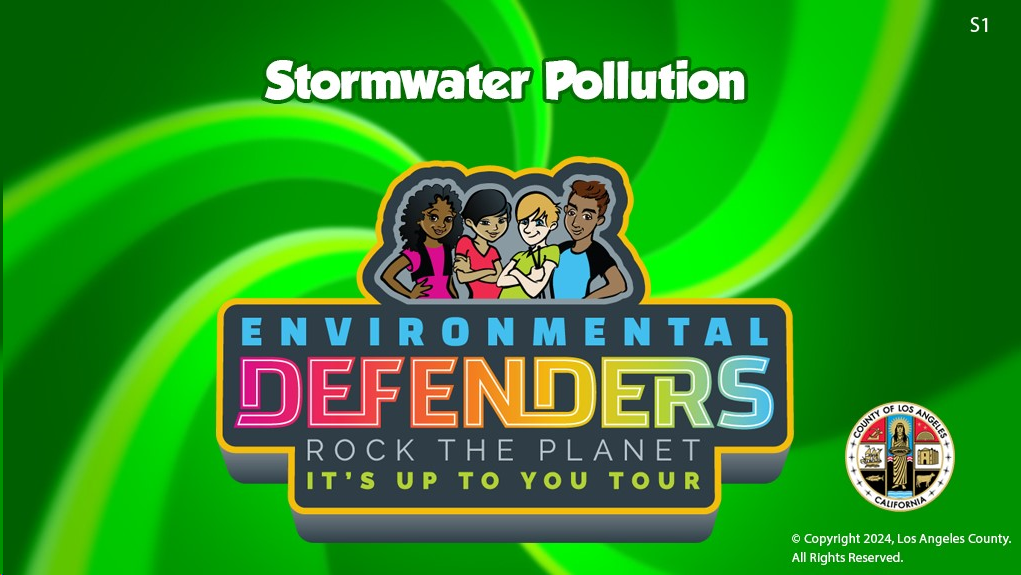 S1
Stormwater Pollution
ENVIRONMENTAL
DEFENDERS
ROCK THE PLANET
IT'S UP TO YOU TOUR
COUNTY OF LOS ANGELES
CALIFORNIA
© Copyright 2024, Los Angeles County.
All Rights Reserved.